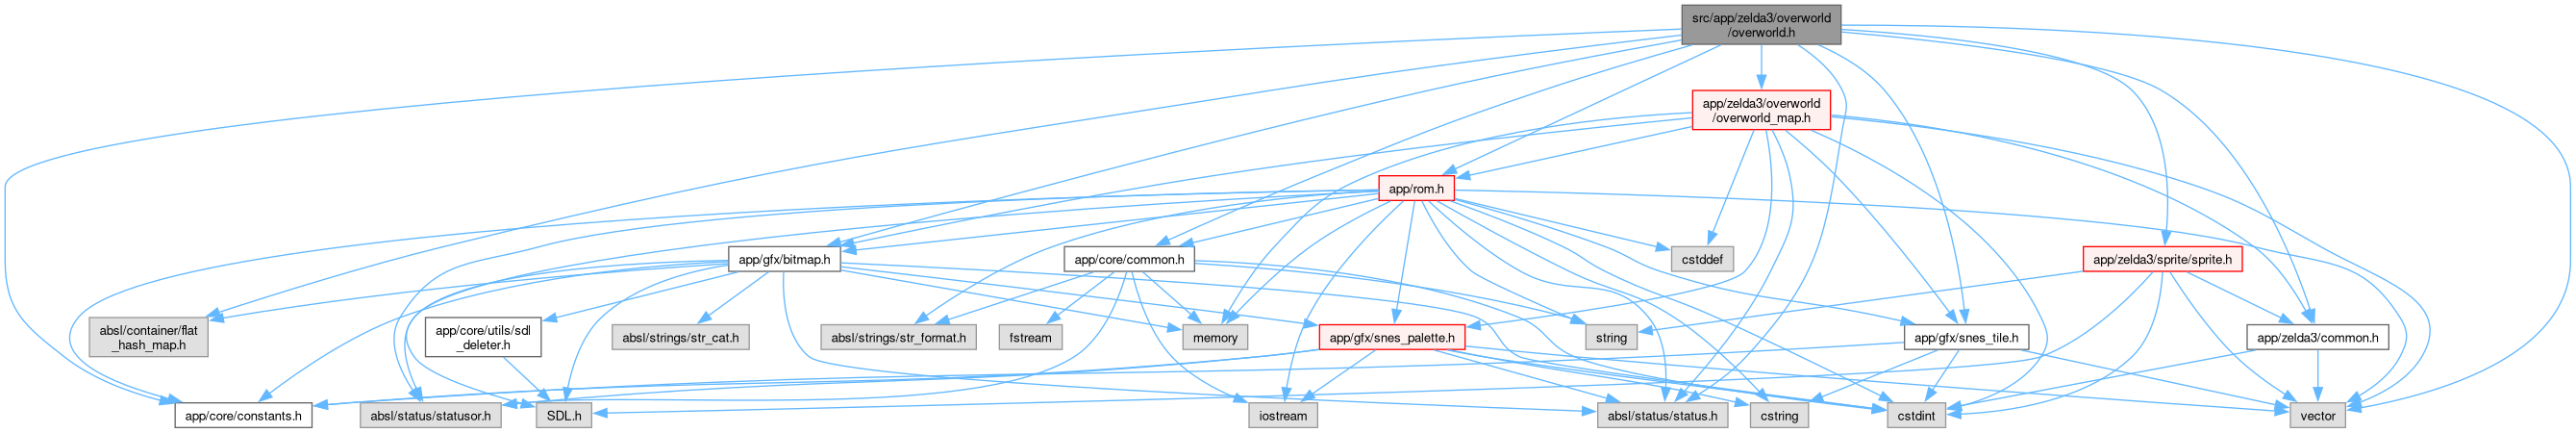 src/app/zelda3/overworld
/overworld.h
app/zelda3/overworld
/overworld_map.h
app/rom.h
app/gfx/bitmap.h
app/core/common.h
cstddef
app/zelda3/sprite/sprite.h
absl/container/flat
_hash_map.h
app/core/utils/sdl
_deleter.h
absl/strings/str_cat.h
absl/strings/str_format.h
fstream
memory
app/gfx/snes_palette.h
string
app/gfx/snes_tile.h
app/zelda3/common.h
app/core/constants.h
absl/status/statusor.h
SDL.h
iostream
absl/status/status.h
cstring
cstdint
vector